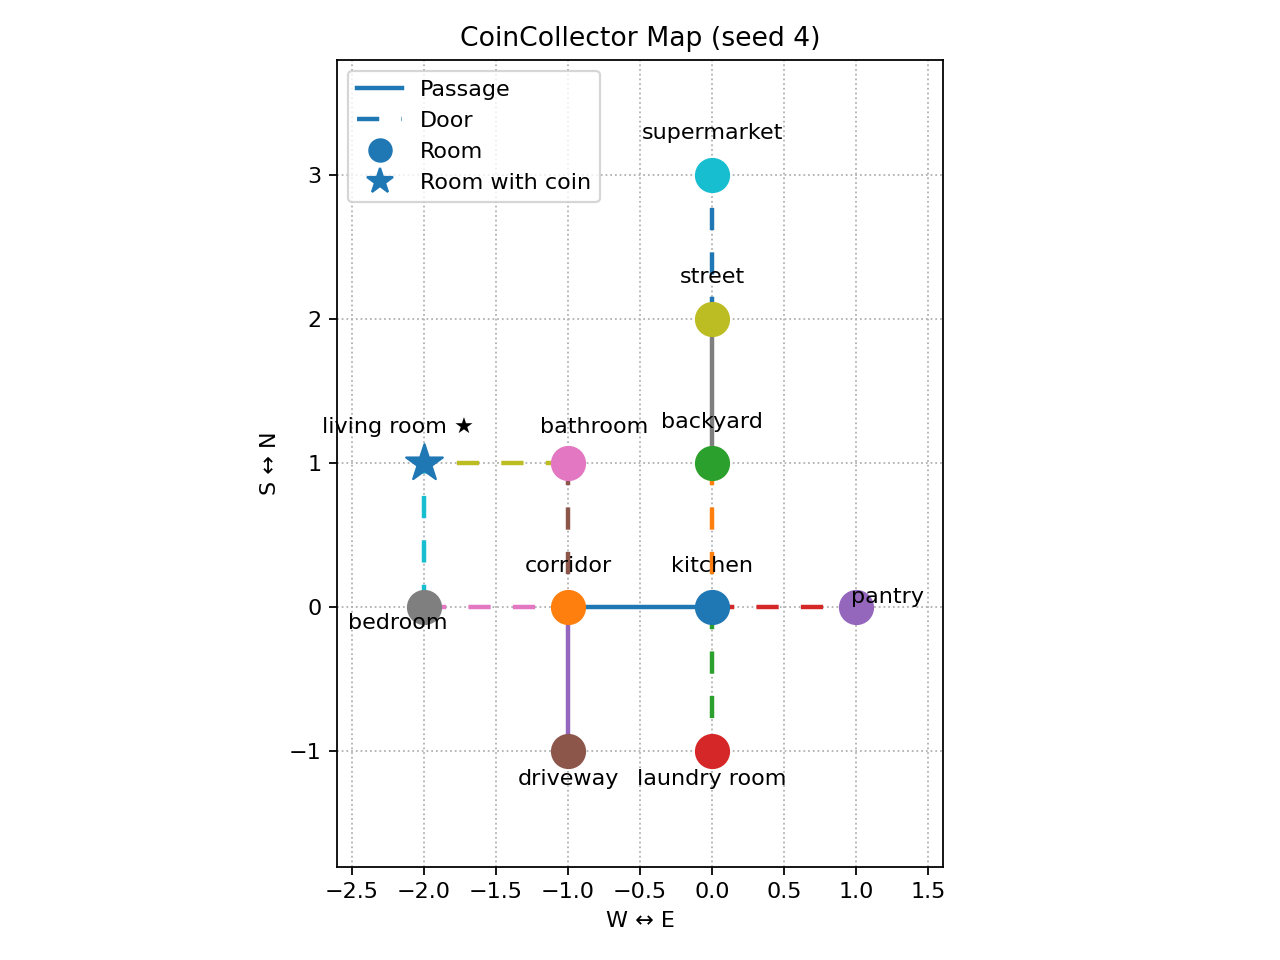 CoinCollector Map (seed 4)
Passage
Door
Room
Room with coin
supermarket
street
living room ★
bathroom
backyard
corridor
kitchen
pantry
bedroom
driveway
laundry room
3
2
1
0
−1
S ↔ N
−2.5
−2.0
−1.5
−1.0
−0.5
0.0
0.5
1.0
1.5
W ↔ E